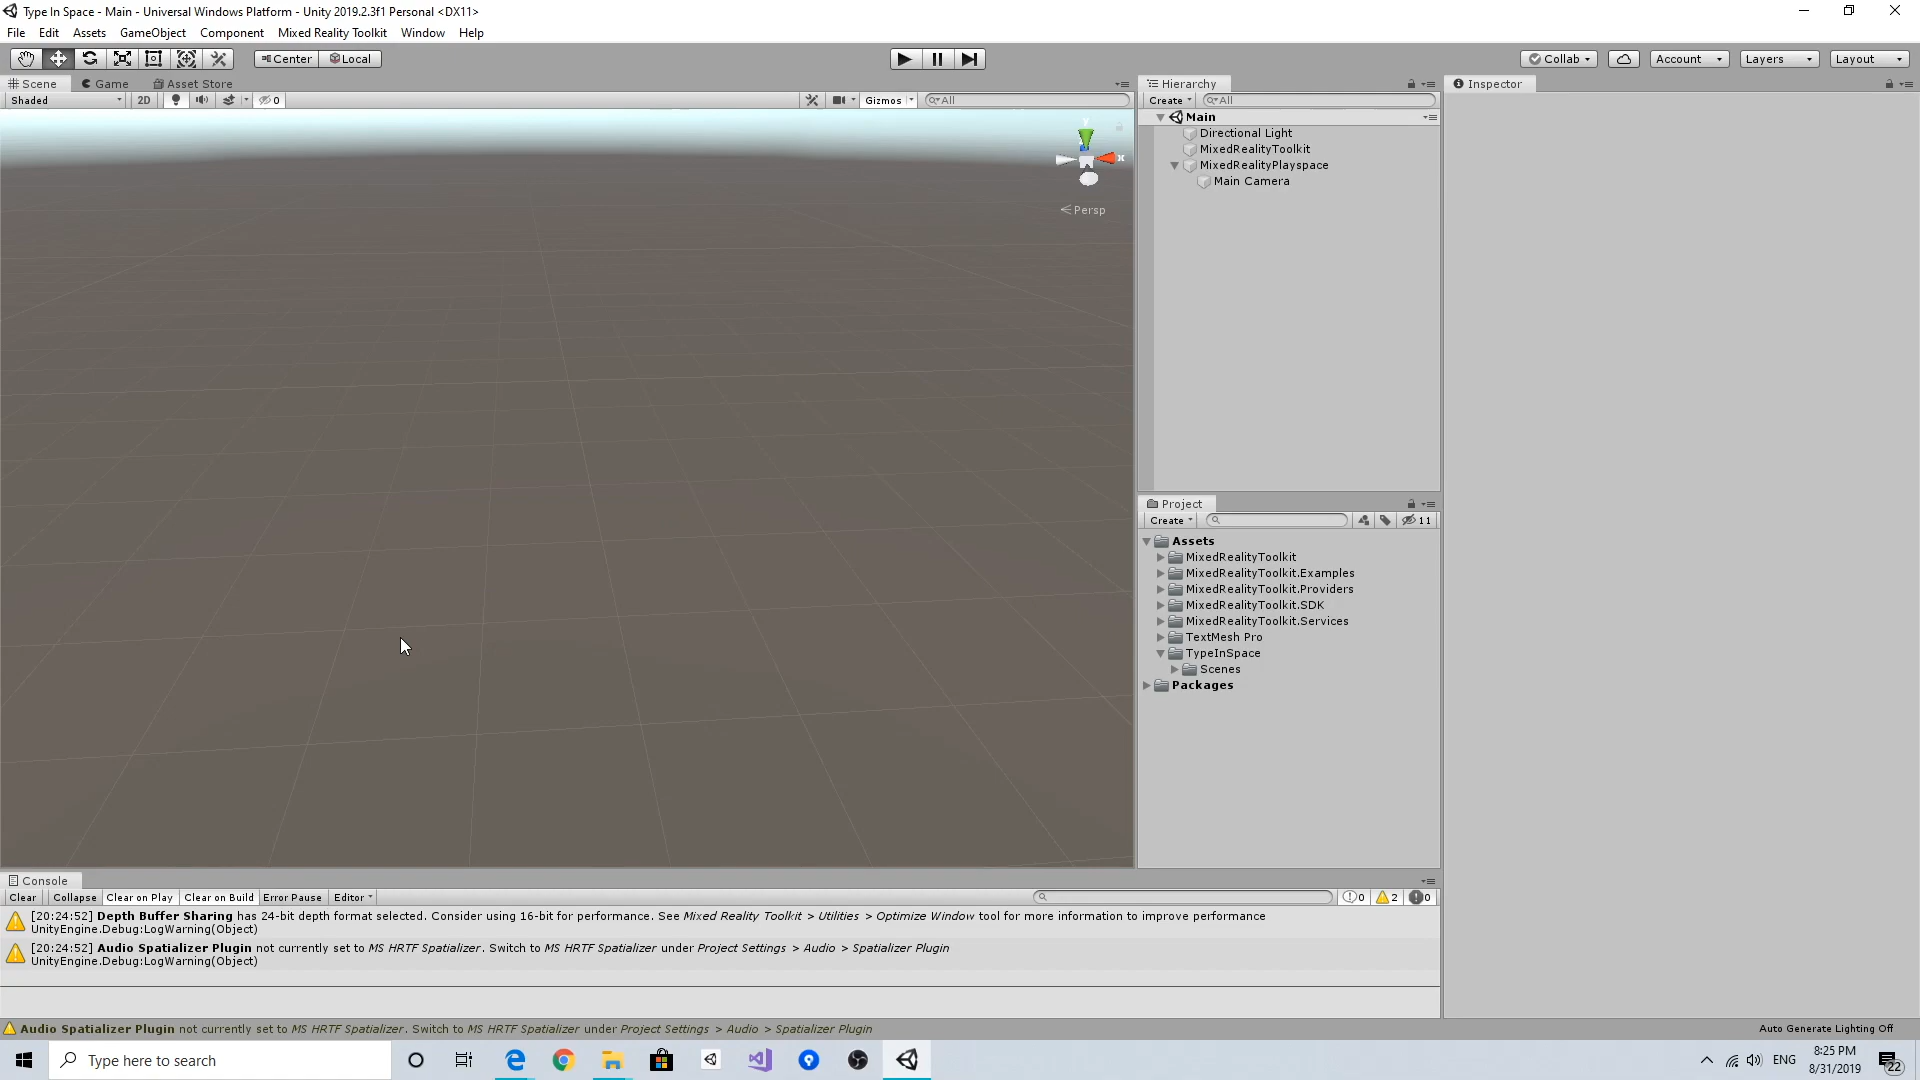 Type In Space - Main - Universal Windows Platform - Unity 2019.2.3f1 Personal <DX11>
File Edit Assets GameObject Component Mixed Reality Toolkit Window Help
Center Local Collab Account Layers Layout
Scene Game Asset Store
Shaded 2D 0 Gizmos All
y
x
Persp
Hierarchy
Create All
Main
Directional Light
MixedRealityToolkit
MixedRealityPlayspace
Main Camera
Inspector
Project
Create 11
Assets
MixedRealityToolkit
MixedRealityToolkit.Examples
MixedRealityToolkit.Providers
MixedRealityToolkit.SDK
MixedRealityToolkit.Services
TextMesh Pro
TypeInSpace
Scenes
Packages
Console
Clear Collapse Clear on Play Clear on Build Error Pause Editor 0 2 0
[20:24:52] Depth Buffer Sharing has 24-bit depth format selected. Consider using 16-bit for performance. See Mixed Reality Toolkit > Utilities > Optimize Window tool for more information to improve performance
UnityEngine.Debug:LogWarning(Object)
[20:24:52] Audio Spatializer Plugin not currently set to MS HRTF Spatializer. Switch to MS HRTF Spatializer under Project Settings > Audio > Spatializer Plugin
UnityEngine.Debug:LogWarning(Object)
Audio Spatializer Plugin not currently set to MS HRTF Spatializer. Switch to MS HRTF Spatializer under Project Settings > Audio > Spatializer Plugin
Auto Generate Lighting Off
Type here to search
ENG
8:25 PM
8/31/2019
22